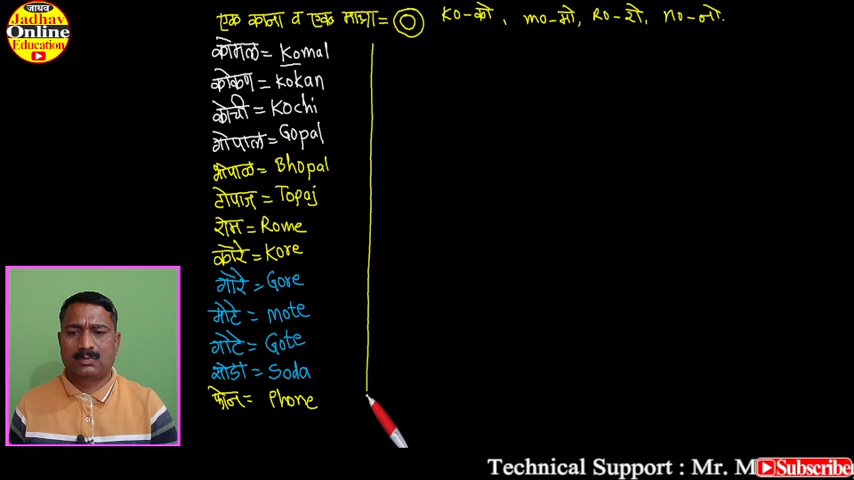 जाधव
Jadhav
Online
Education
एक काना व एक मात्रा = O ko-को, mo-मो, Ro-रो, no-नो.
कोमल = Komal
कोकण = Kokan
कोची = Kochi
गोपाल = Gopal
भोपाळ = Bhopal
टोपाज = Topaj
रोम = Rome
कोरे = Kore
गोरे = Gore
मोटे = mote
गोटे = Gote
सोडा = Soda
फोन = Phone
Technical Support : Mr. M
Subscribe